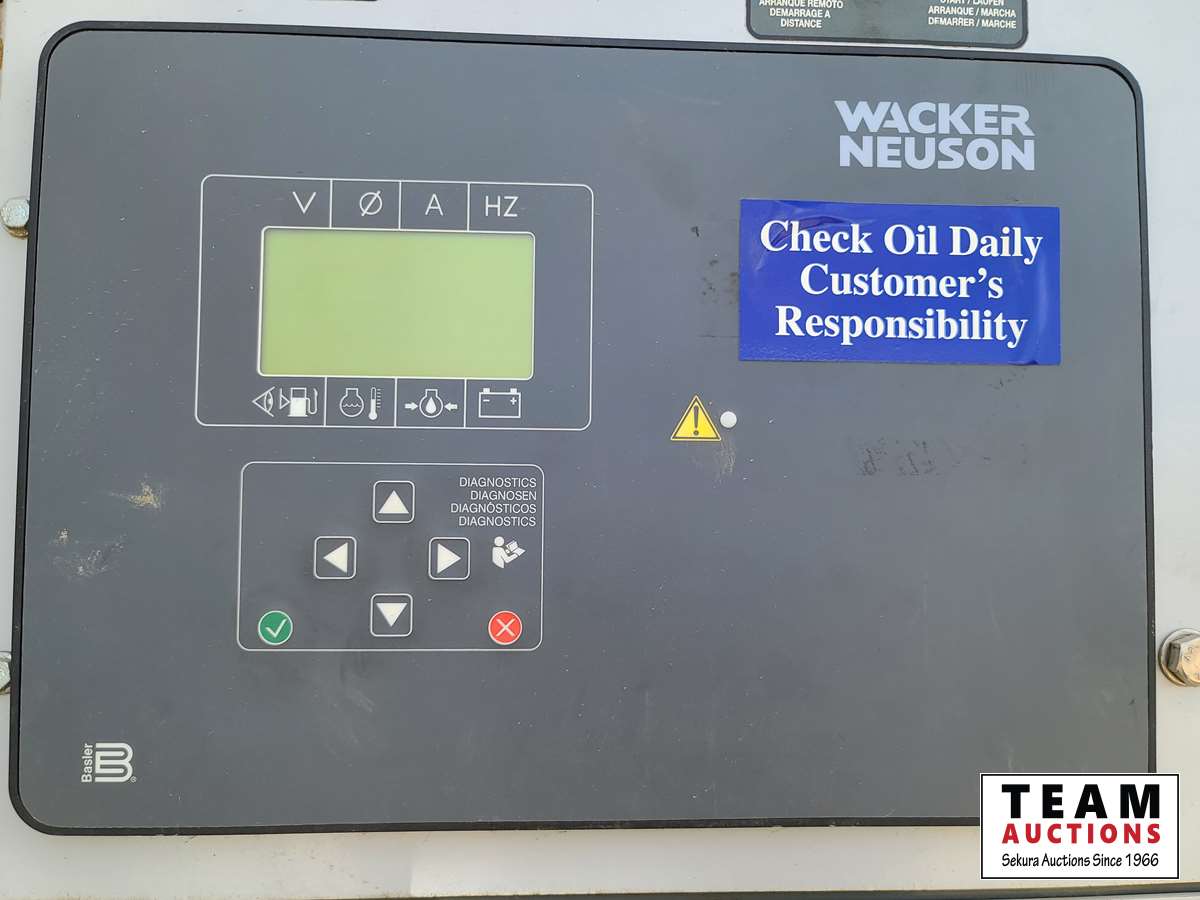 ARRANQUE REMOTO
DEMARRAGE A
DISTANCE
START / LAUFEN
ARRANQUE / MARCHA
DEMARRER / MARCHE
WACKER
NEUSON
V Ø A HZ
Check Oil Daily
Customer's
Responsibility
DIAGNOSTICS
DIAGNOSEN
DIAGNÓSTICOS
DIAGNOSTICS
Basler
B®
TEAM
AUCTIONS
Sekura Auctions Since 1966